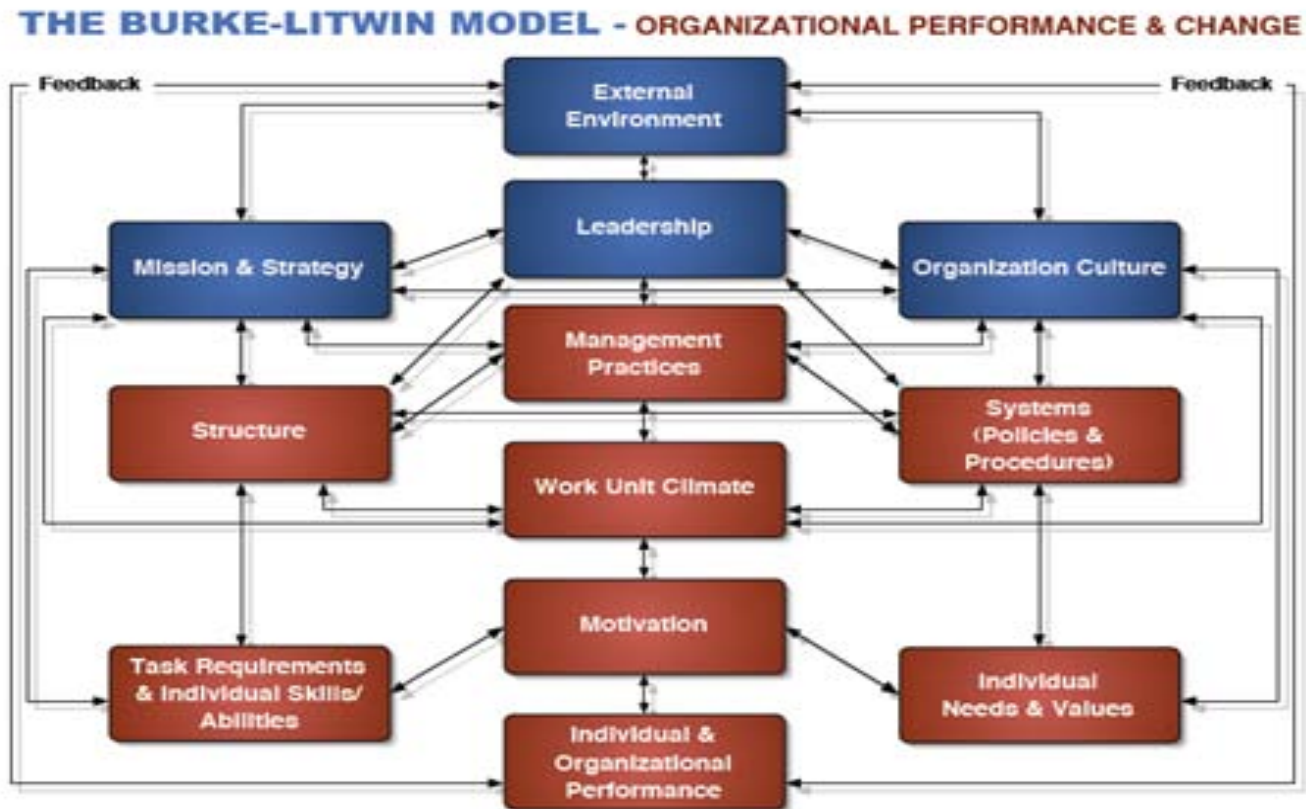 THE BURKE-LITWIN MODEL - ORGANIZATIONAL PERFORMANCE & CHANGE
Feedback
Feedback
External
Environment
Leadership
Mission & Strategy
Organization Culture
Management
Practices
Structure
Systems
(Policies &
Procedures)
Work Unit Climate
Motivation
Task Requirements
& Individual Skills/
Abilities
Individual
Needs & Values
Individual &
Organizational
Performance